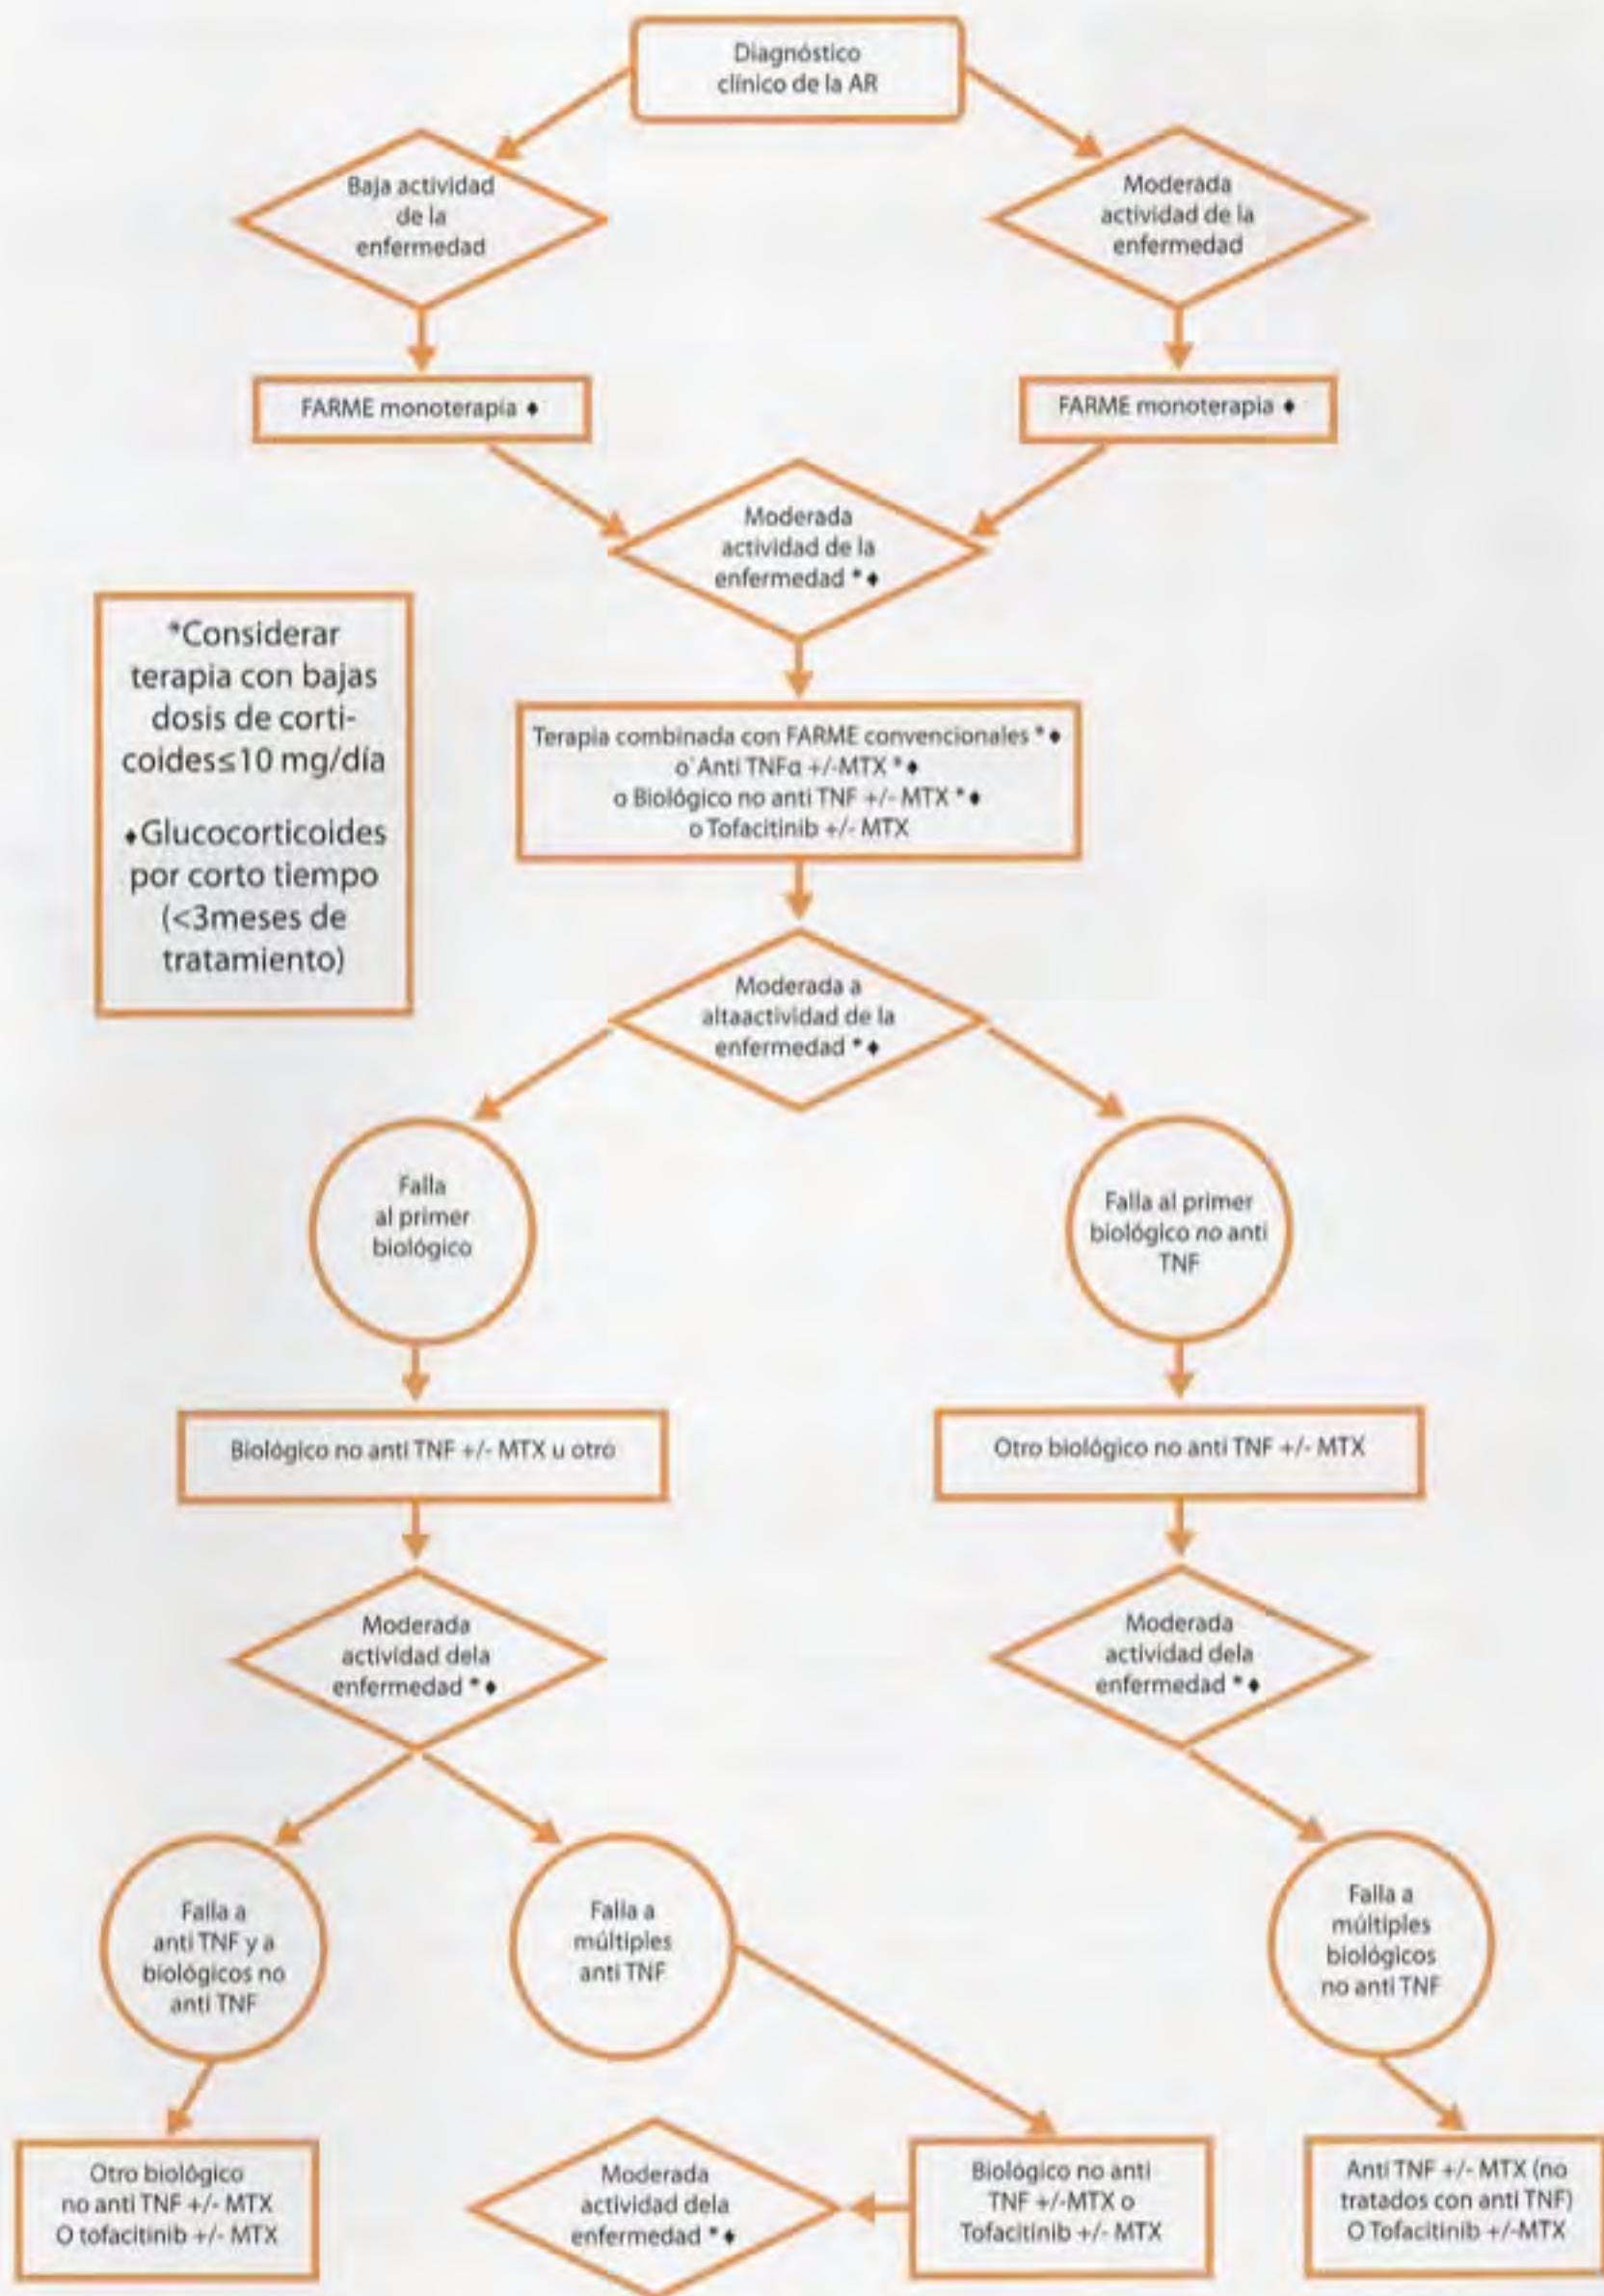 Diagnóstico
clínico de la AR
Baja actividad
de la
enfermedad
Moderada
actividad de la
enfermedad
FARME monoterapia ♦
FARME monoterapia ♦
Moderada
actividad de la
enfermedad * ♦
*Considerar
terapia con bajas
dosis de corti-
coides≤10 mg/día
♦Glucocorticoides
por corto tiempo
(<3meses de
tratamiento)
Terapia combinada con FARME convencionales * ♦
o Anti TNFα +/-MTX * ♦
o Biológico no anti TNF +/- MTX * ♦
o Tofacitinib +/- MTX
Moderada a
altaactividad de la
enfermedad * ♦
Falla
al primer
biológico
Falla al primer
biológico no anti
TNF
Biológico no anti TNF +/- MTX u otro
Otro biológico no anti TNF +/- MTX
Moderada
actividad dela
enfermedad * ♦
Moderada
actividad dela
enfermedad * ♦
Falla a
anti TNF y a
biológicos no
anti TNF
Falla a
múltiples
anti TNF
Falla a
múltiples
biológicos
no anti TNF
Otro biológico
no anti TNF +/- MTX
O tofacitinib +/- MTX
Moderada
actividad dela
enfermedad * ♦
Biológico no anti
TNF +/-MTX o
Tofacitinib +/- MTX
Anti TNF +/- MTX (no
tratados con anti TNF)
O Tofacitinib +/-MTX